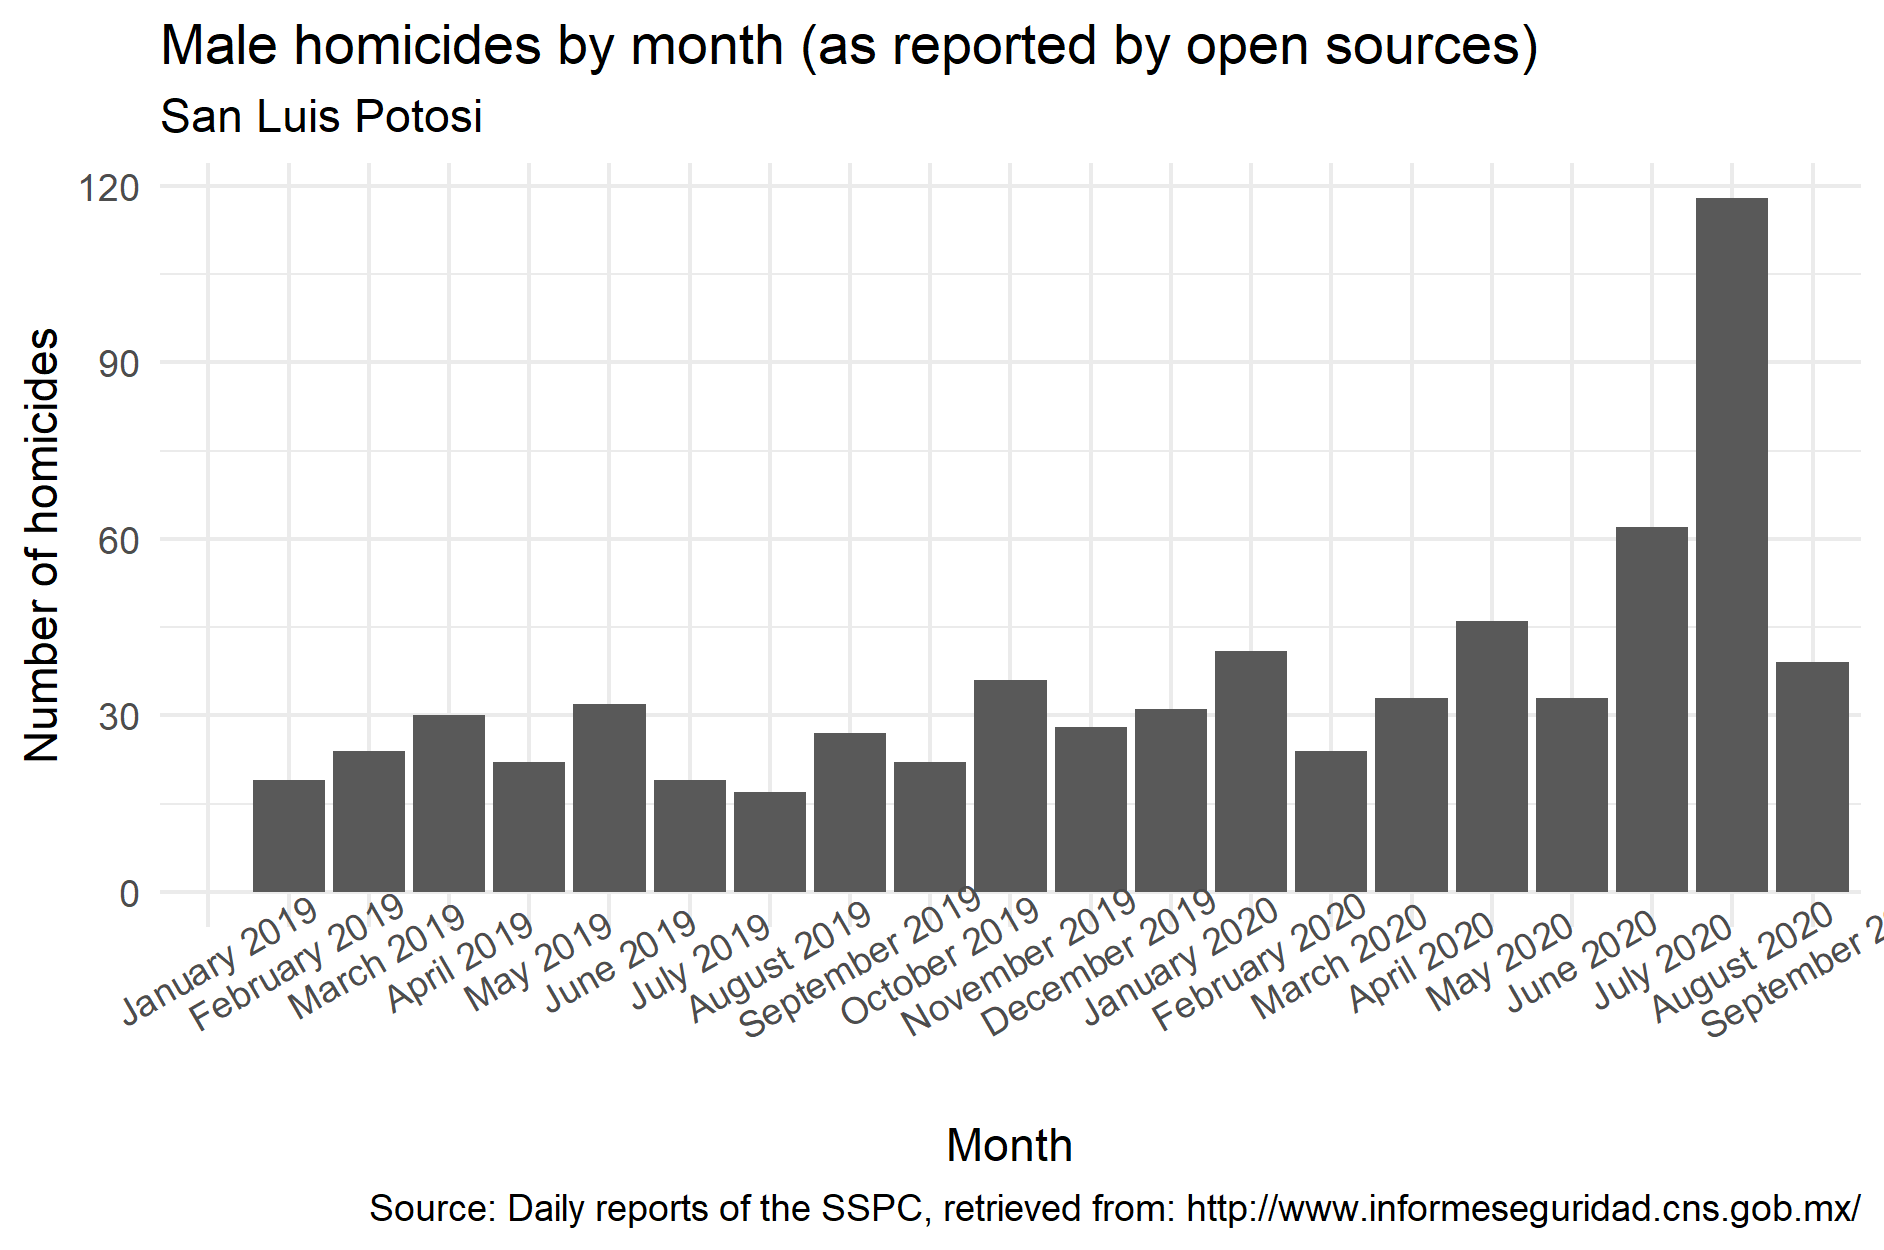 Male homicides by month (as reported by open sources)
San Luis Potosi
Number of homicides
120
90
60
30
0
January 2019
February 2019
March 2019
April 2019
May 2019
June 2019
July 2019
August 2019
September 2019
October 2019
November 2019
December 2019
January 2020
February 2020
March 2020
April 2020
May 2020
June 2020
July 2020
August 2020
September 2
Month
Source: Daily reports of the SSPC, retrieved from: http://www.informeseguridad.cns.gob.mx/